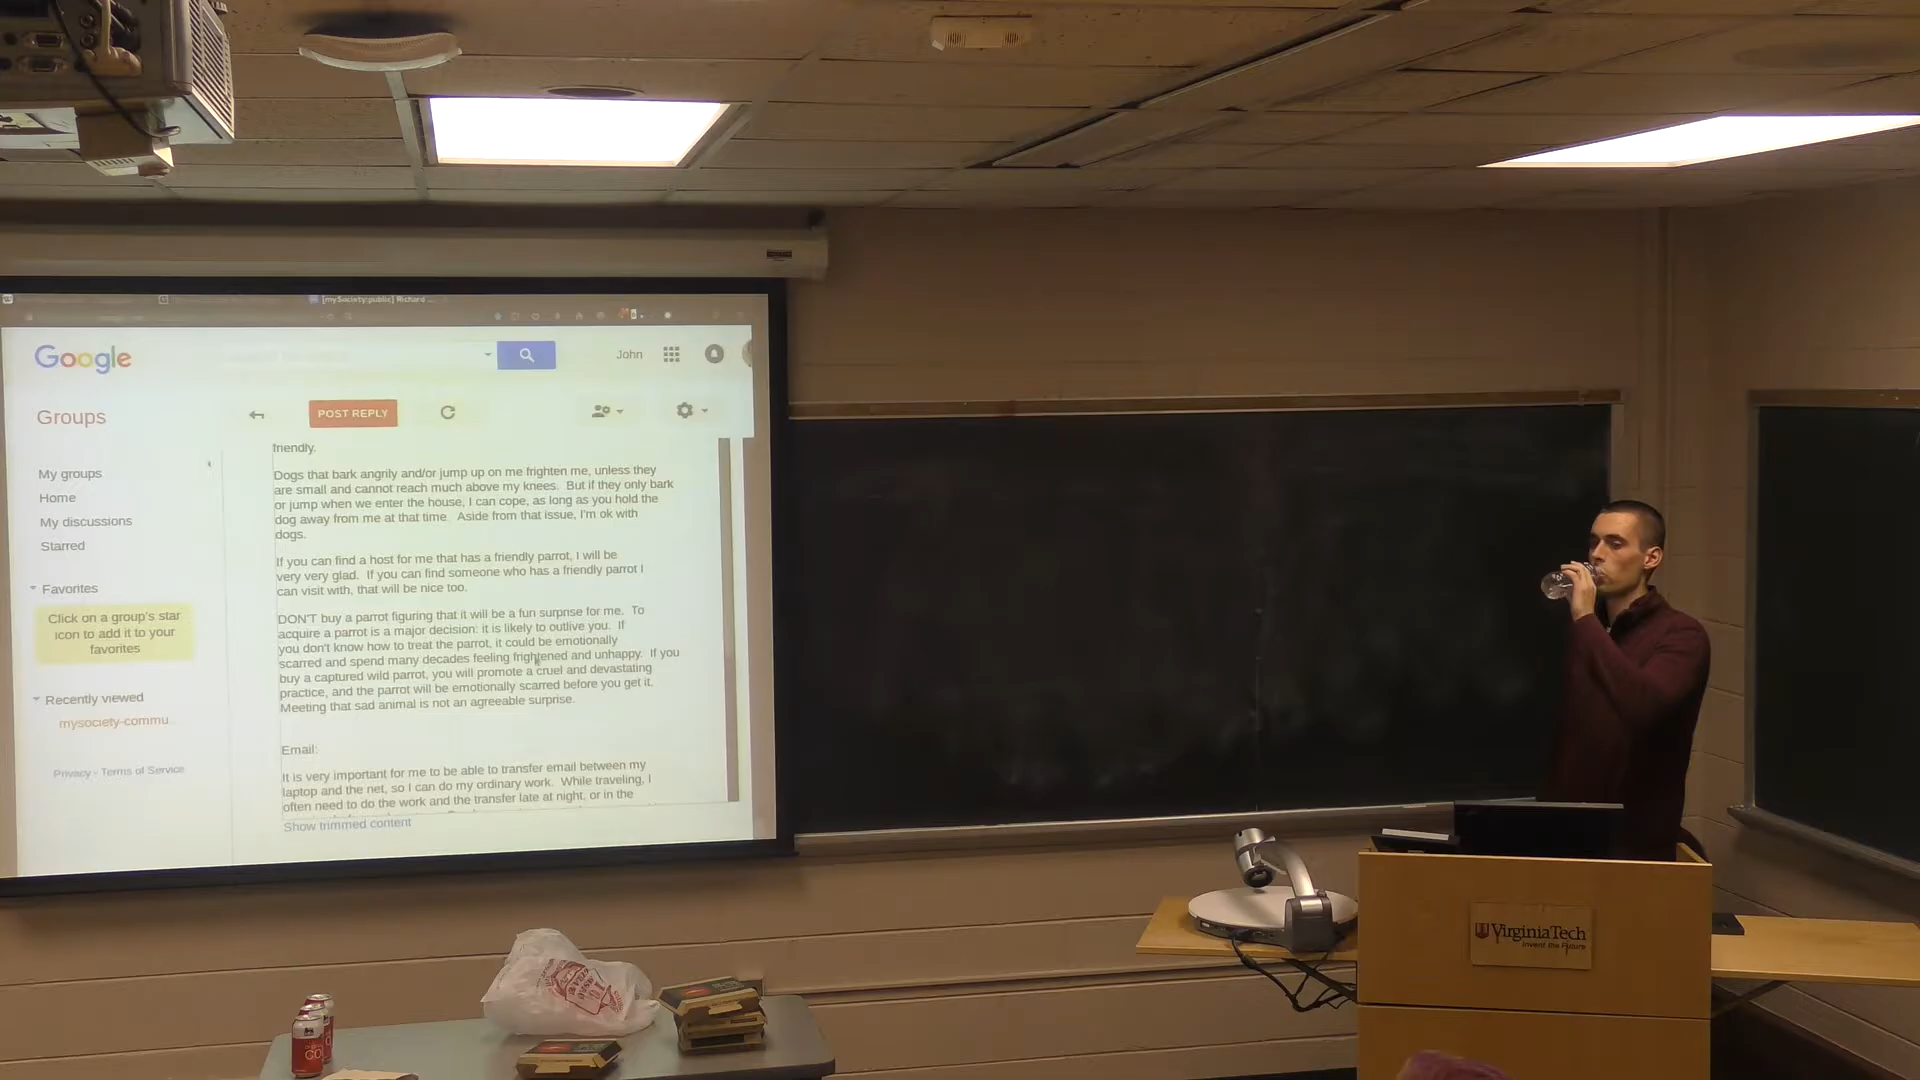 [mySociety:public] Richard ...
Google
John
Groups
POST REPLY
My groups
Home
My discussions
Starred
Favorites
Click on a group's star
icon to add it to your
favorites
Recently viewed
mysociety-commu...
Privacy - Terms of Service
friendly.
Dogs that bark angrily and/or jump up on me frighten me, unless they
are small and cannot reach much above my knees. But if they only bark
or jump when we enter the house, I can cope, as long as you hold the
dog away from me at that time. Aside from that issue, I'm ok with
dogs.
If you can find a host for me that has a friendly parrot, I will be
very very glad. If you can find someone who has a friendly parrot I
can visit with, that will be nice too.
DON'T buy a parrot figuring that it will be a fun surprise for me. To
acquire a parrot is a major decision: it is likely to outlive you. If
you don't know how to treat the parrot, it could be emotionally
scarred and spend many decades feeling frightened and unhappy. If you
buy a captured wild parrot, you will promote a cruel and devastating
practice, and the parrot will be emotionally scarred before you get it.
Meeting that sad animal is not an agreeable surprise.
Email:
It is very important for me to be able to transfer email between my
laptop and the net, so I can do my ordinary work. While traveling, I
often need to do the work and the transfer late at night, or in the
Show trimmed content
VirginiaTech
Invent the Future